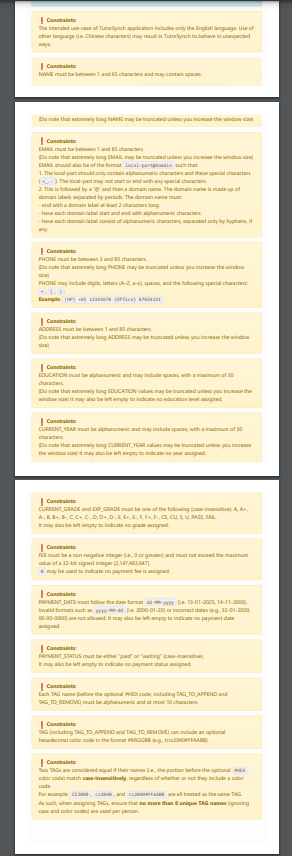 ❗ Constraints:
The intended use-case of TutorSynch application includes only the English language. Use of
other language (i.e. Chinese characters) may result in TutorSynch to behave in unexpected
ways.
❗ Constraints:
NAME must be between 1 and 65 characters and may contain spaces.
(Do note that extremely long NAME may be truncated unless you increase the window size)
❗ Constraints:
EMAIL must be between 1 and 85 characters.
(Do note that extremely long EMAIL may be truncated unless you increase the window size)
EMAIL should also be of the format local-part@domain such that:
1. The local-part should only contain alphanumeric characters and these special characters
(+_.-). The local-part may not start or end with any special characters.
2. This is followed by a '@' and then a domain name. The domain name is made up of
domain labels separated by periods. The domain name must:
- end with a domain label at least 2 characters long.
- have each domain label start and end with alphanumeric characters.
- have each domain label consist of alphanumeric characters, separated only by hyphens, if
any.
❗ Constraints:
PHONE must be between 3 and 85 characters.
(Do note that extremely long PHONE may be truncated unless you increase the window
size)
PHONE may include digits, letters (A–Z, a–z), spaces, and the following special characters:
+, (, ).
Example: (HP) +65 12345678 (Office) 87654321
❗ Constraints:
ADDRESS must be between 1 and 85 characters.
(Do note that extremely long ADDRESS may be truncated unless you increase the window
size)
❗ Constraints:
EDUCATION must be alphanumeric and may include spaces, with a maximum of 30
characters.
(Do note that extremely long EDUCATION values may be truncated unless you increase the
window size) It may also be left empty to indicate no education level assigned.
❗ Constraints:
CURRENT_YEAR must be alphanumeric and may include spaces, with a maximum of 30
characters.
(Do note that extremely long CURRENT_YEAR values may be truncated unless you increase
the window size) It may also be left empty to indicate no year assigned.
❗ Constraints:
CURRENT_GRADE and EXP_GRADE must be one of the following (case-insensitive): A, A+,
A-, B, B+, B-, C, C+, C-, D, D+, D-, E, E+, E-, F, F+, F-, CS, CU, S, U, PASS, FAIL.
It may also be left empty to indicate no grade assigned.
❗ Constraints:
FEE must be a non-negative integer (i.e., 0 or greater) and must not exceed the maximum
value of a 32-bit signed integer (2,147,483,647).
0 may be used to indicate no payment fee is assigned.
❗ Constraints:
PAYMENT_DATE must follow the date format dd-MM-yyyy (i.e. 13-01-2025, 14-11-2000).
Invalid formats such as yyyy-MM-dd (i.e. 2000-01-20) or incorrect dates (e.g., 32-01-2020,
00-00-0000) are not allowed. It may also be left empty to indicate no payment date
assigned.
❗ Constraints:
PAYMENT_STATUS must be either "paid" or "waiting" (case-insensitive).
It may also be left empty to indicate no payment status assigned.
❗ Constraints:
Each TAG name (before the optional #HEX code, including TAG_TO_APPEND and
TAG_TO_REMOVE) must be alphanumeric and at most 10 characters.
❗ Constraints:
TAG (including TAG_TO_APPEND and TAG_TO_REMOVE) can include an optional
hexadecimal color code in the format #RRGGBB (e.g., t/cs2040#FFAABB).
❗ Constraints:
Two TAGs are considered equal if their names (i.e., the portion before the optional #HEX
color code) match case-insensitively, regardless of whether or not they include a color
code.
For example CS2040, cs2040, and cs2040#FFAABB are all treated as the same TAG.
As such, when assigning TAGs, ensure that no more than 8 unique TAG names (ignoring
case and color codes) are used per person.